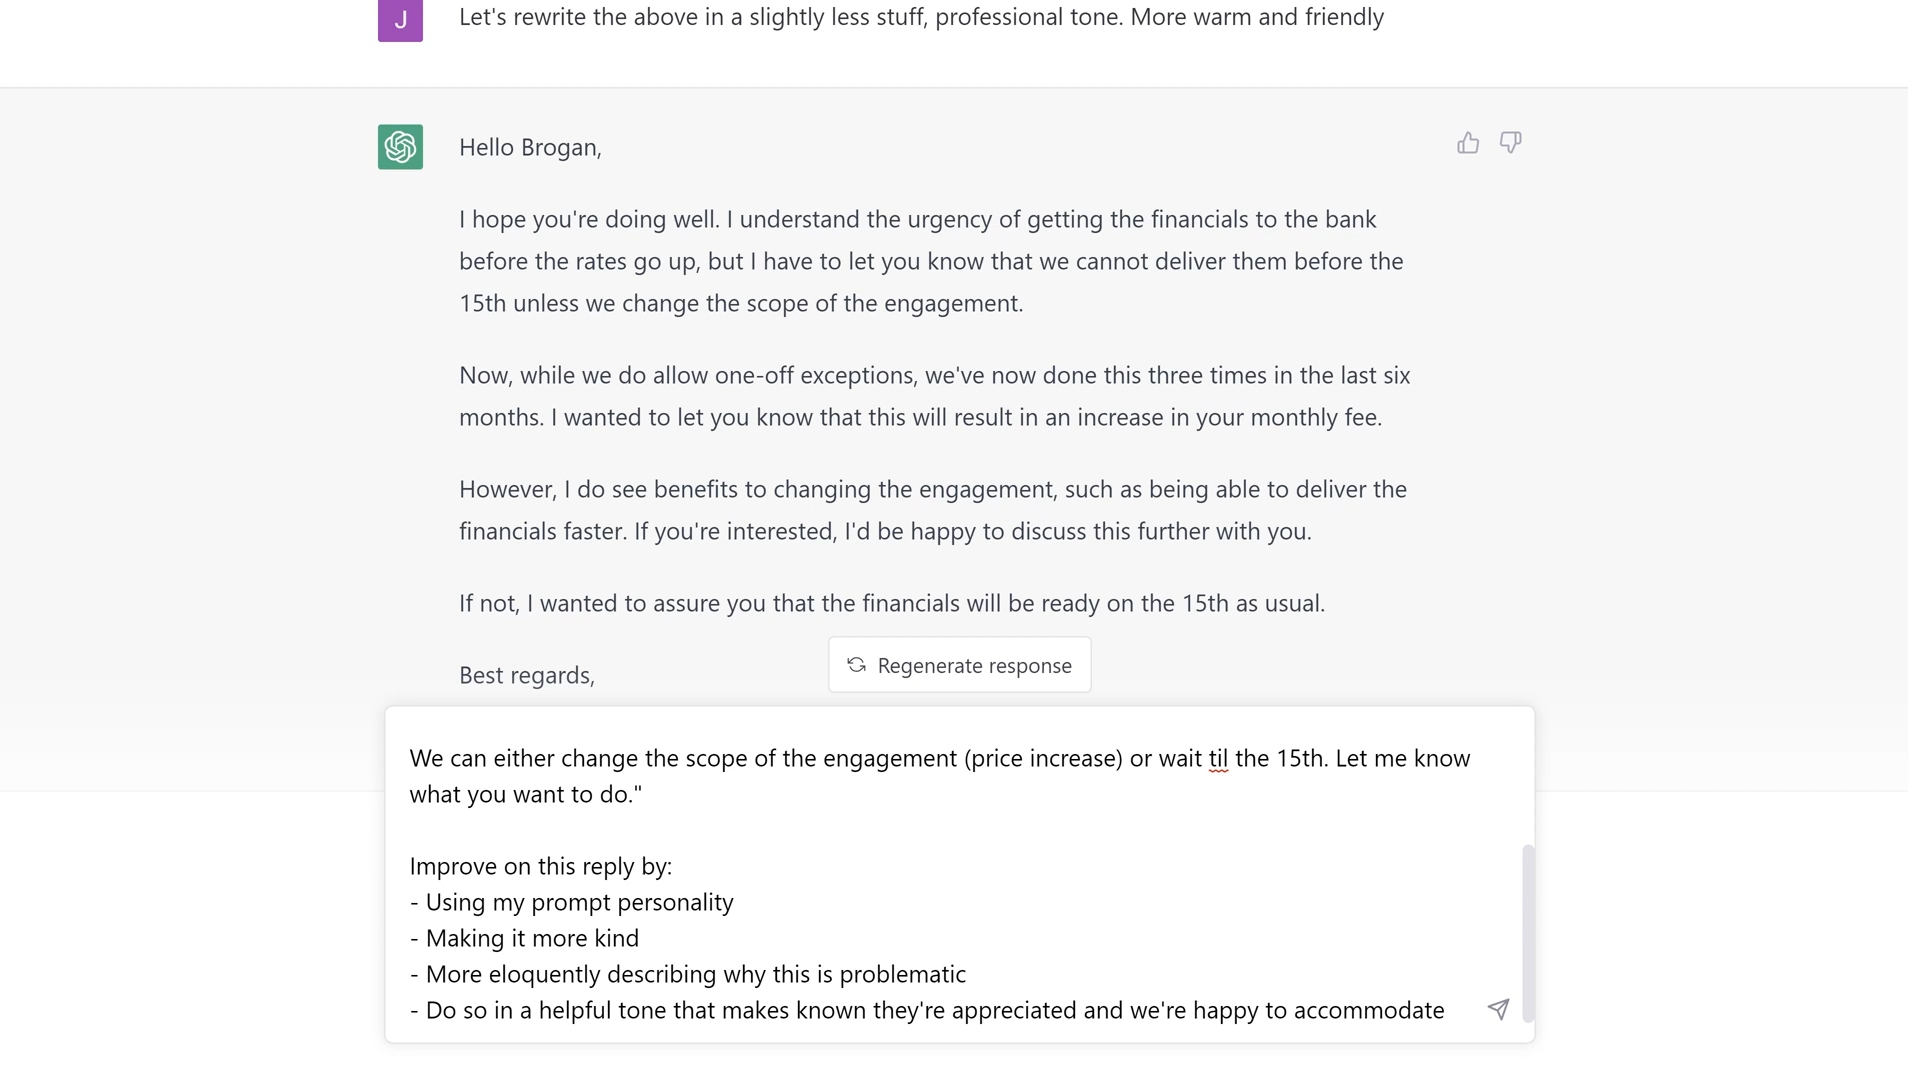 J
Let's rewrite the above in a slightly less stuff, professional tone. More warm and friendly
Hello Brogan,
I hope you're doing well. I understand the urgency of getting the financials to the bank
before the rates go up, but I have to let you know that we cannot deliver them before the
15th unless we change the scope of the engagement.
Now, while we do allow one-off exceptions, we've now done this three times in the last six
months. I wanted to let you know that this will result in an increase in your monthly fee.
However, I do see benefits to changing the engagement, such as being able to deliver the
financials faster. If you're interested, I'd be happy to discuss this further with you.
If not, I wanted to assure you that the financials will be ready on the 15th as usual.
Regenerate response
Best regards,
We can either change the scope of the engagement (price increase) or wait til the 15th. Let me know
what you want to do."
Improve on this reply by:
- Using my prompt personality
- Making it more kind
- More eloquently describing why this is problematic
- Do so in a helpful tone that makes known they're appreciated and we're happy to accommodate